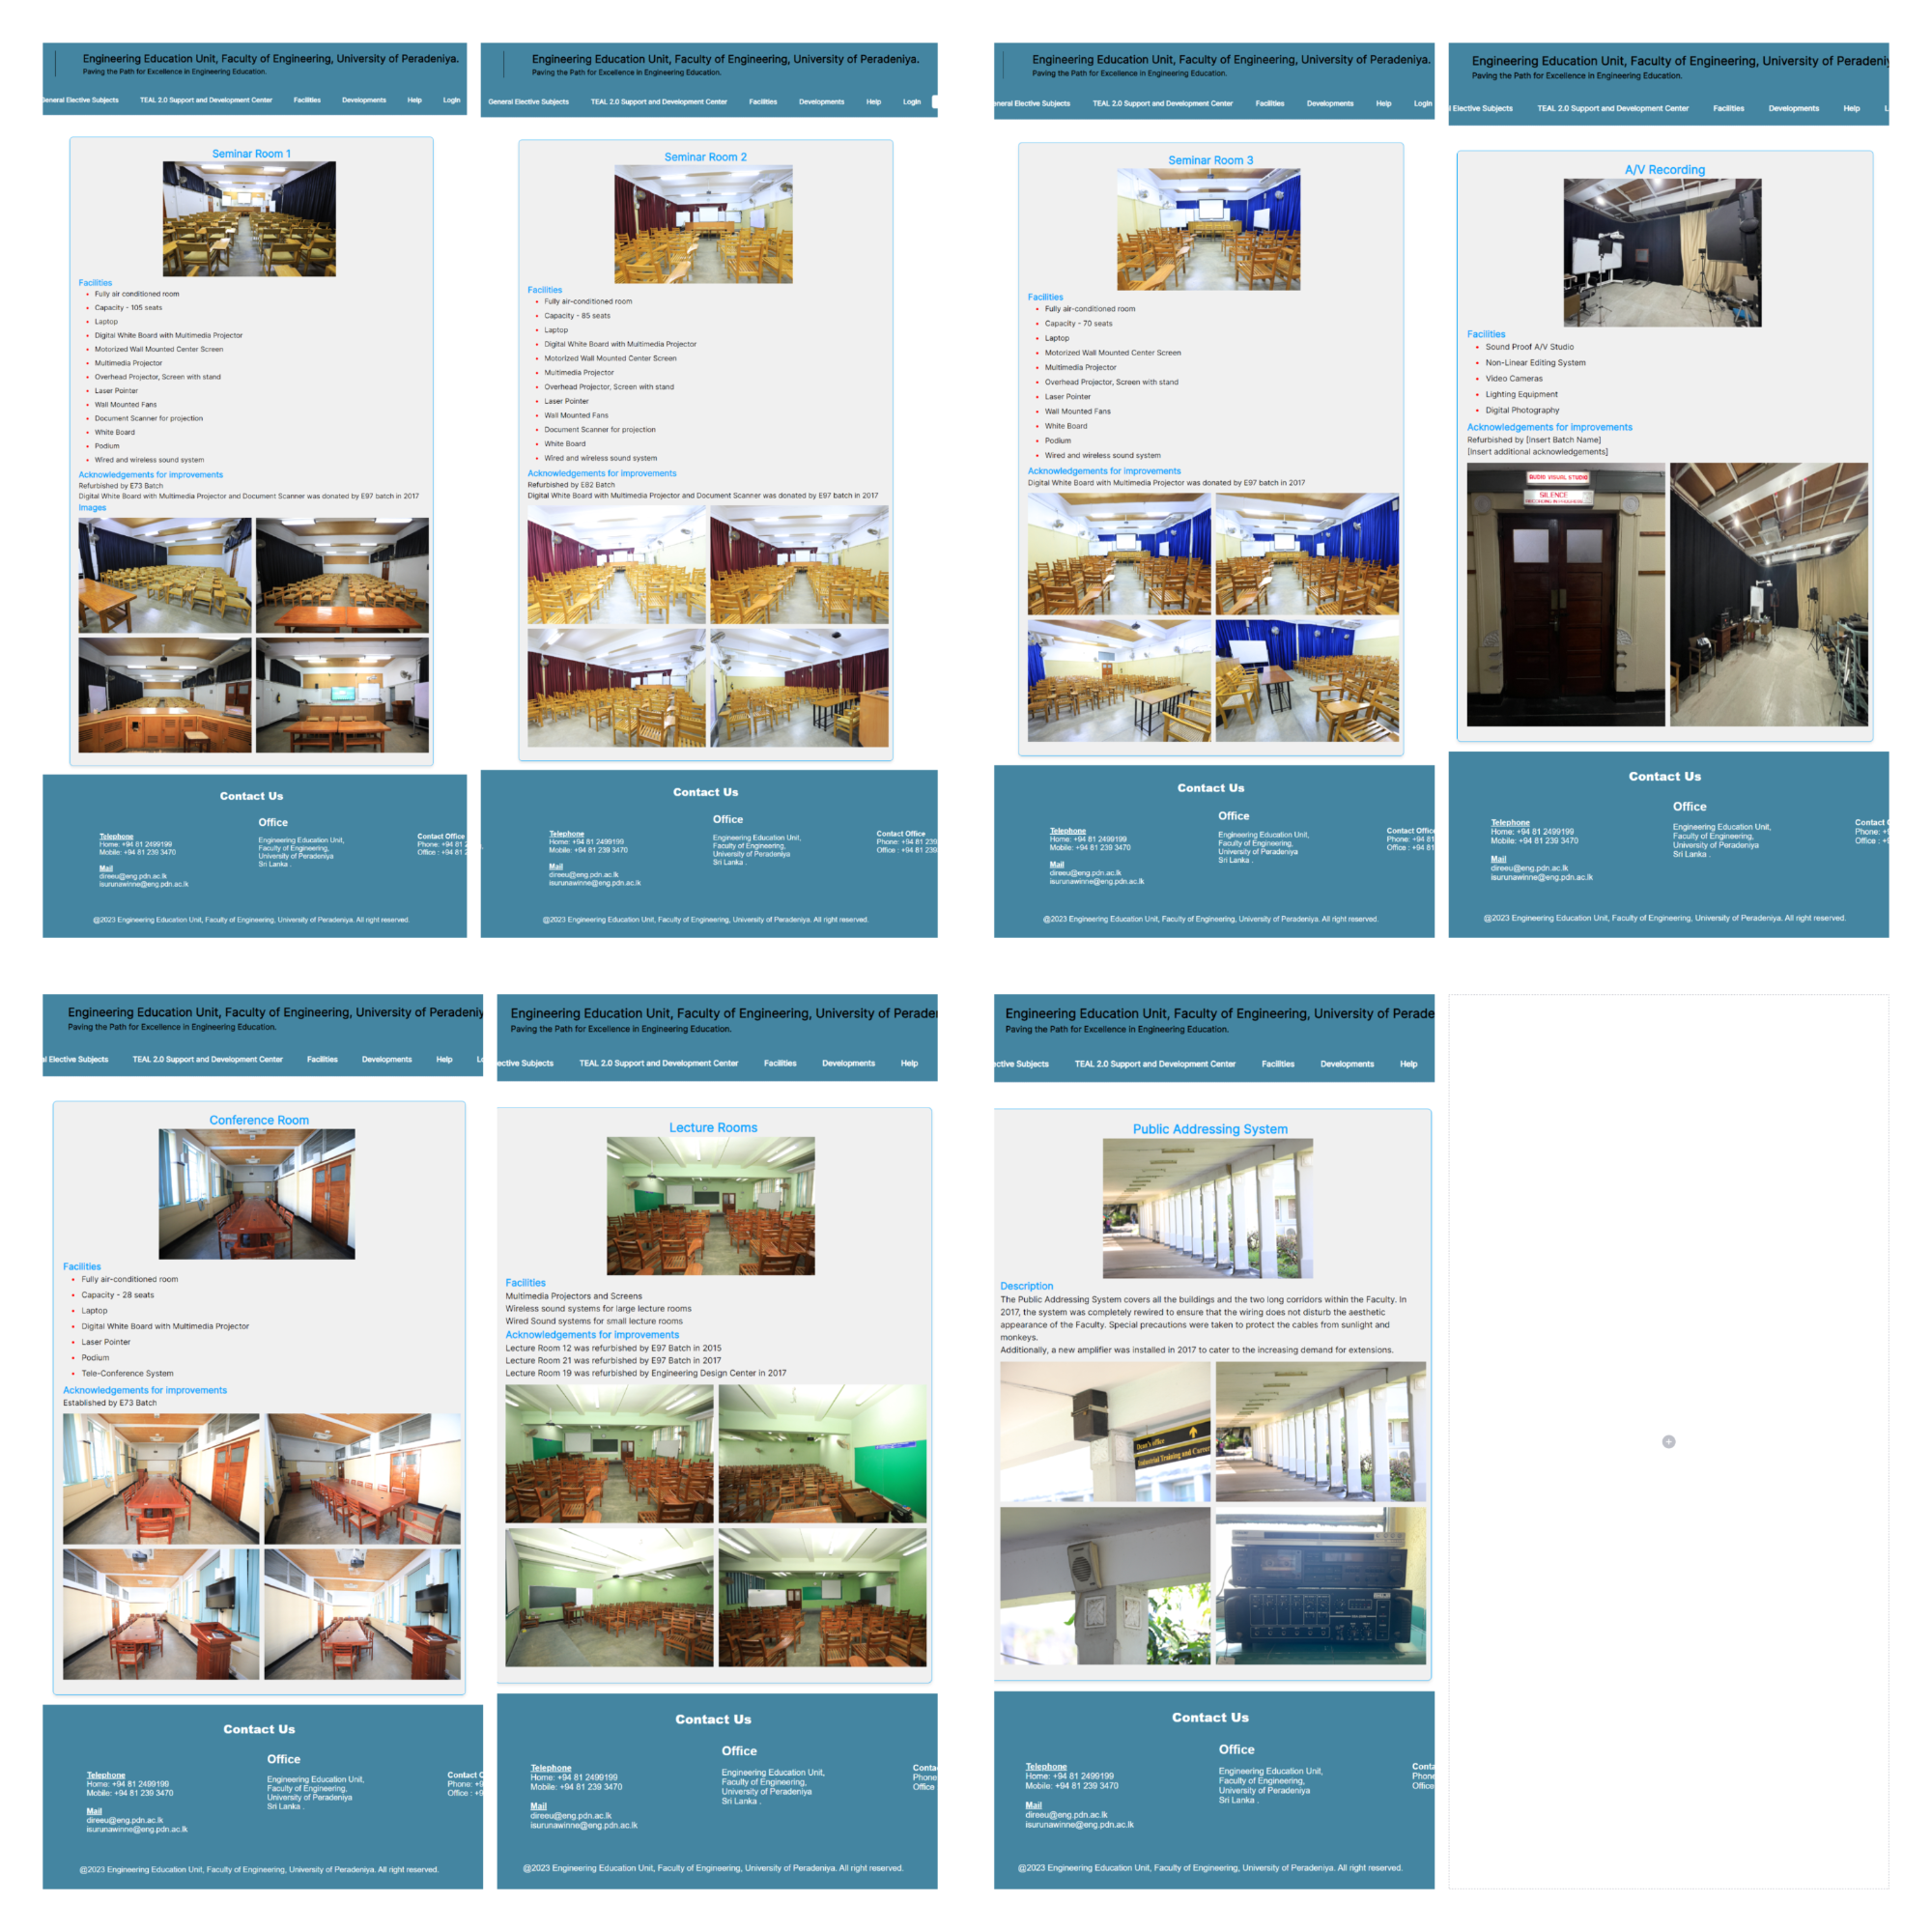 Engineering Education Unit, Faculty of Engineering, University of Peradeniya.
Paving the Path for Excellence in Engineering Education.
General Elective Subjects TEAL 2.0 Support and Development Center Facilities Developments Help Login
Seminar Room 1
Facilities
Fully air conditioned room
Capacity - 105 seats
Laptop
Digital White Board with Multimedia Projector
Motorized Wall Mounted Center Screen
Multimedia Projector
Overhead Projector, Screen with stand
Laser Pointer
Wall Mounted Fans
Document Scanner for projection
White Board
Podium
Wired and wireless sound system
Acknowledgements for improvements
Refurbished by E73 Batch
Digital White Board with Multimedia Projector and Document Scanner was donated by E97 batch in 2017
Images
Contact Us
Telephone
Home: +94 81 2499199
Mobile: +94 81 239 3470
Mail
direeu@eng.pdn.ac.lk
isurunawinne@eng.pdn.ac.lk
Office
Engineering Education Unit,
Faculty of Engineering,
University of Peradeniya
Sri Lanka .
Contact Office
Phone: +94 81 2
Office : +94 81 2
@2023 Engineering Education Unit, Faculty of Engineering, University of Peradeniya. All right reserved.
Engineering Education Unit, Faculty of Engineering, University of Peradeniya.
Paving the Path for Excellence in Engineering Education.
General Elective Subjects TEAL 2.0 Support and Development Center Facilities Developments Help Login
Seminar Room 2
Facilities
Fully air-conditioned room
Capacity - 85 seats
Laptop
Digital White Board with Multimedia Projector
Motorized Wall Mounted Center Screen
Multimedia Projector
Overhead Projector, Screen with stand
Laser Pointer
Wall Mounted Fans
Document Scanner for projection
White Board
Wired and wireless sound system
Acknowledgements for improvements
Refurbished by E82 Batch
Digital White Board with Multimedia Projector and Document Scanner was donated by E97 batch in 2017
Contact Us
Telephone
Home: +94 81 2499199
Mobile: +94 81 239 3470
Mail
direeu@eng.pdn.ac.lk
isurunawinne@eng.pdn.ac.lk
Office
Engineering Education Unit,
Faculty of Engineering,
University of Peradeniya
Sri Lanka .
Contact Office
Phone: +94 81 239
Office : +94 81 239
@2023 Engineering Education Unit, Faculty of Engineering, University of Peradeniya. All right reserved.
Engineering Education Unit, Faculty of Engineering, University of Peradeniya.
Paving the Path for Excellence in Engineering Education.
eneral Elective Subjects TEAL 2.0 Support and Development Center Facilities Developments Help Login
Seminar Room 3
Facilities
Fully air-conditioned room
Capacity - 70 seats
Laptop
Motorized Wall Mounted Center Screen
Multimedia Projector
Overhead Projector, Screen with stand
Laser Pointer
Wall Mounted Fans
White Board
Podium
Wired and wireless sound system
Acknowledgements for improvements
Digital White Board with Multimedia Projector was donated by E97 batch in 2017
Contact Us
Telephone
Home: +94 81 2499199
Mobile: +94 81 239 3470
Mail
direeu@eng.pdn.ac.lk
isurunawinne@eng.pdn.ac.lk
Office
Engineering Education Unit,
Faculty of Engineering,
University of Peradeniya
Sri Lanka .
Contact Office
Phone: +94 81
Office : +94 81
@2023 Engineering Education Unit, Faculty of Engineering, University of Peradeniya. All right reserved.
Engineering Education Unit, Faculty of Engineering, University of Peradeniy
Paving the Path for Excellence in Engineering Education.
l Elective Subjects TEAL 2.0 Support and Development Center Facilities Developments Help L
A/V Recording
Facilities
Sound Proof A/V Studio
Non-Linear Editing System
Video Cameras
Lighting Equipment
Digital Photography
Acknowledgements for improvements
Refurbished by [Insert Batch Name]
[Insert additional acknowledgements]
AUDIO VISUAL STUDIO
SILENCE
RECORDING IN PROGRESS
Contact Us
Telephone
Home: +94 81 2499199
Mobile: +94 81 239 3470
Mail
direeu@eng.pdn.ac.lk
isurunawinne@eng.pdn.ac.lk
Office
Engineering Education Unit,
Faculty of Engineering,
University of Peradeniya
Sri Lanka .
Contact
Phone: +
Office : +
@2023 Engineering Education Unit, Faculty of Engineering, University of Peradeniya. All right reserved.
Engineering Education Unit, Faculty of Engineering, University of Peradeniy
Paving the Path for Excellence in Engineering Education.
al Elective Subjects TEAL 2.0 Support and Development Center Facilities Developments Help Lo
Conference Room
Facilities
Fully air-conditioned room
Capacity - 28 seats
Laptop
Digital White Board with Multimedia Projector
Laser Pointer
Podium
Tele-Conference System
Acknowledgements for improvements
Established by E73 Batch
Contact Us
Telephone
Home: +94 81 2499199
Mobile: +94 81 239 3470
Mail
direeu@eng.pdn.ac.lk
isurunawinne@eng.pdn.ac.lk
Office
Engineering Education Unit,
Faculty of Engineering,
University of Peradeniya
Sri Lanka .
Contact O
Phone: +9
Office : +9
@2023 Engineering Education Unit, Faculty of Engineering, University of Peradeniya. All right reserved.
Engineering Education Unit, Faculty of Engineering, University of Peraden
Paving the Path for Excellence in Engineering Education.
ective Subjects TEAL 2.0 Support and Development Center Facilities Developments Help
Lecture Rooms
Facilities
Multimedia Projectors and Screens
Wireless sound systems for large lecture rooms
Wired Sound systems for small lecture rooms
Acknowledgements for improvements
Lecture Room 12 was refurbished by E97 Batch in 2015
Lecture Room 21 was refurbished by E97 Batch in 2017
Lecture Room 19 was refurbished by Engineering Design Center in 2017
Contact Us
Telephone
Home: +94 81 2499199
Mobile: +94 81 239 3470
Mail
direeu@eng.pdn.ac.lk
isurunawinne@eng.pdn.ac.lk
Office
Engineering Education Unit,
Faculty of Engineering,
University of Peradeniya
Sri Lanka .
Conta
Phone
Office
@2023 Engineering Education Unit, Faculty of Engineering, University of Peradeniya. All right reserved.
Engineering Education Unit, Faculty of Engineering, University of Perade
Paving the Path for Excellence in Engineering Education.
ective Subjects TEAL 2.0 Support and Development Center Facilities Developments Help
Public Addressing System
Description
The Public Addressing System covers all the buildings and the two long corridors within the Faculty. In
2017, the system was completely rewired to ensure that the wiring does not disturb the aesthetic
appearance of the Faculty. Special precautions were taken to protect the cables from sunlight and
monkeys.
Additionally, a new amplifier was installed in 2017 to cater to the increasing demand for extensions.
Dean's office
Industrial Training and Career
Contact Us
Telephone
Home: +94 81 2499199
Mobile: +94 81 239 3470
Mail
direeu@eng.pdn.ac.lk
isurunawinne@eng.pdn.ac.lk
Office
Engineering Education Unit,
Faculty of Engineering,
University of Peradeniya
Sri Lanka .
Conta
Phone
Office
@2023 Engineering Education Unit, Faculty of Engineering, University of Peradeniya. All right reserved.